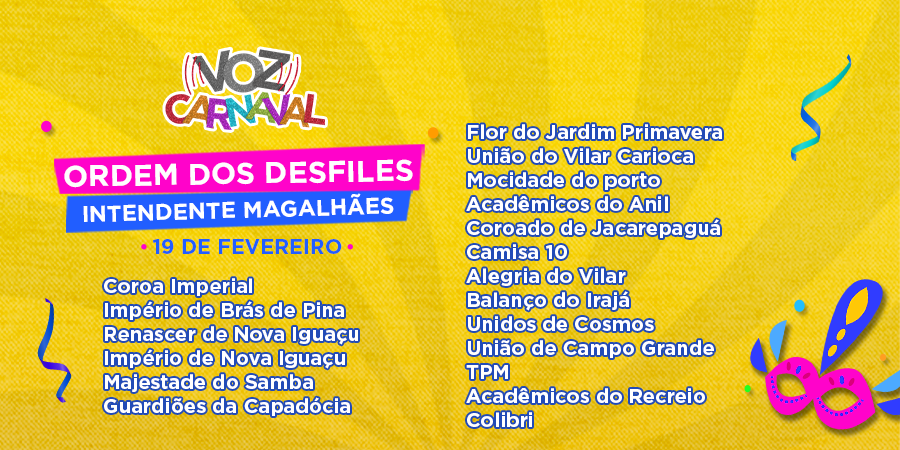 VOZ
CARNAVAL
ORDEM DOS DESFILES
INTENDENTE MAGALHÃES
• 19 DE FEVEREIRO •
Coroa Imperial
Império de Brás de Pina
Renascer de Nova Iguaçu
Império de Nova Iguaçu
Majestade do Samba
Guardiões da Capadócia
Flor do Jardim Primavera
União do Vilar Carioca
Mocidade do porto
Acadêmicos do Anil
Coroado de Jacarepaguá
Camisa 10
Alegria do Vilar
Balanço do Irajá
Unidos de Cosmos
União de Campo Grande
TPM
Acadêmicos do Recreio
Colibri